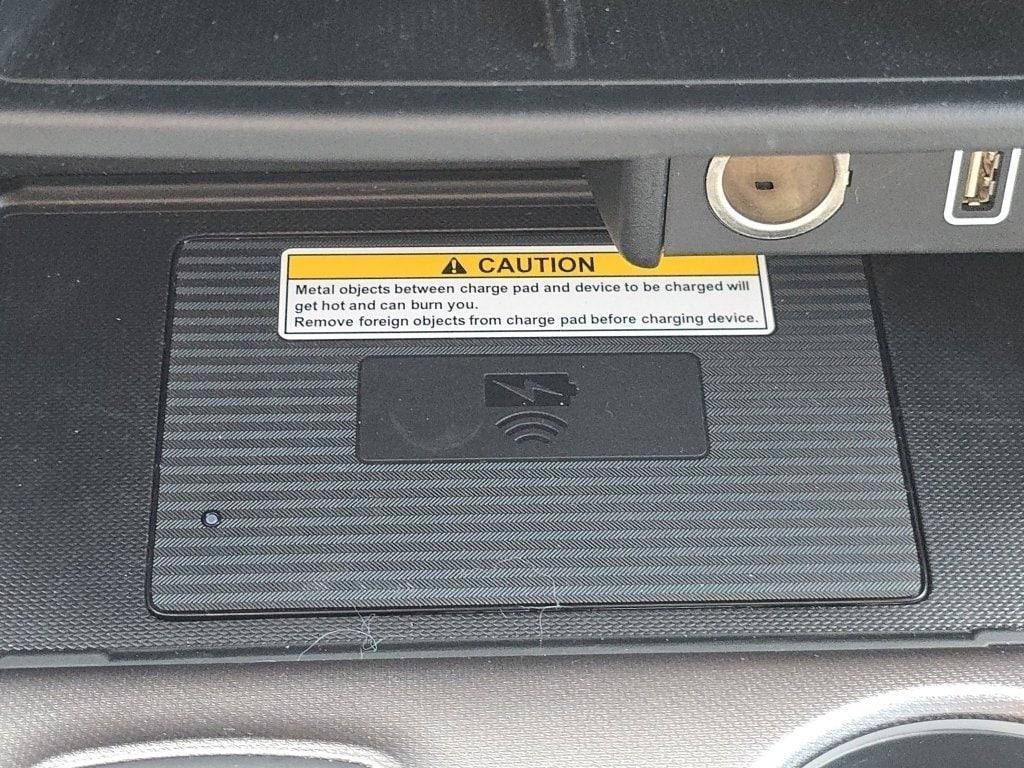 CAUTION
Metal objects between charge pad and device to be charged will
get hot and can burn you.
Remove foreign objects from charge pad before charging device.